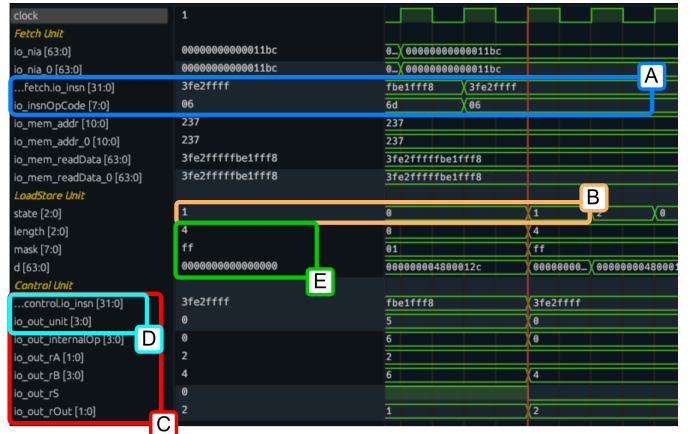 clock 1
Fetch Unit
io_nia [63:0] 00000000000011bc 0… 00000000000011bc
io_nia_0 [63:0] 00000000000011bc 0… 00000000000011bc
A
...fetch.io_insn [31:0] 3fe2ffff fbe1fff8 3fe2ffff
io_insnOpCode [7:0] 06 6d 06
io_mem_addr [10:0] 237 237
io_mem_addr_0 [10:0] 237 237
io_mem_readData [63:0] 3fe2fffffbe1fff8 3fe2fffffbe1fff8
io_mem_readData_0 [63:0] 3fe2fffffbe1fff8 3fe2fffffbe1fff8
LoadStore Unit
B
state [2:0] 1 0 1 2 0
length [2:0] 4 0 4
mask [7:0] ff 01 ff
d [63:0] 0000000000000000 000000004800012c 00000000… 00000000480001
E
Control Unit
...control.io_insn [31:0] 3fe2ffff fbe1fff8 3fe2ffff
io_out_unit [3:0] 0 5 0
D
io_out_internalOp [3:0] 0 6 0
io_out_rA [1:0] 2 2
io_out_rB [3:0] 4 6 4
io_out_rS 0
io_out_rOut [1:0] 2 1 2
C